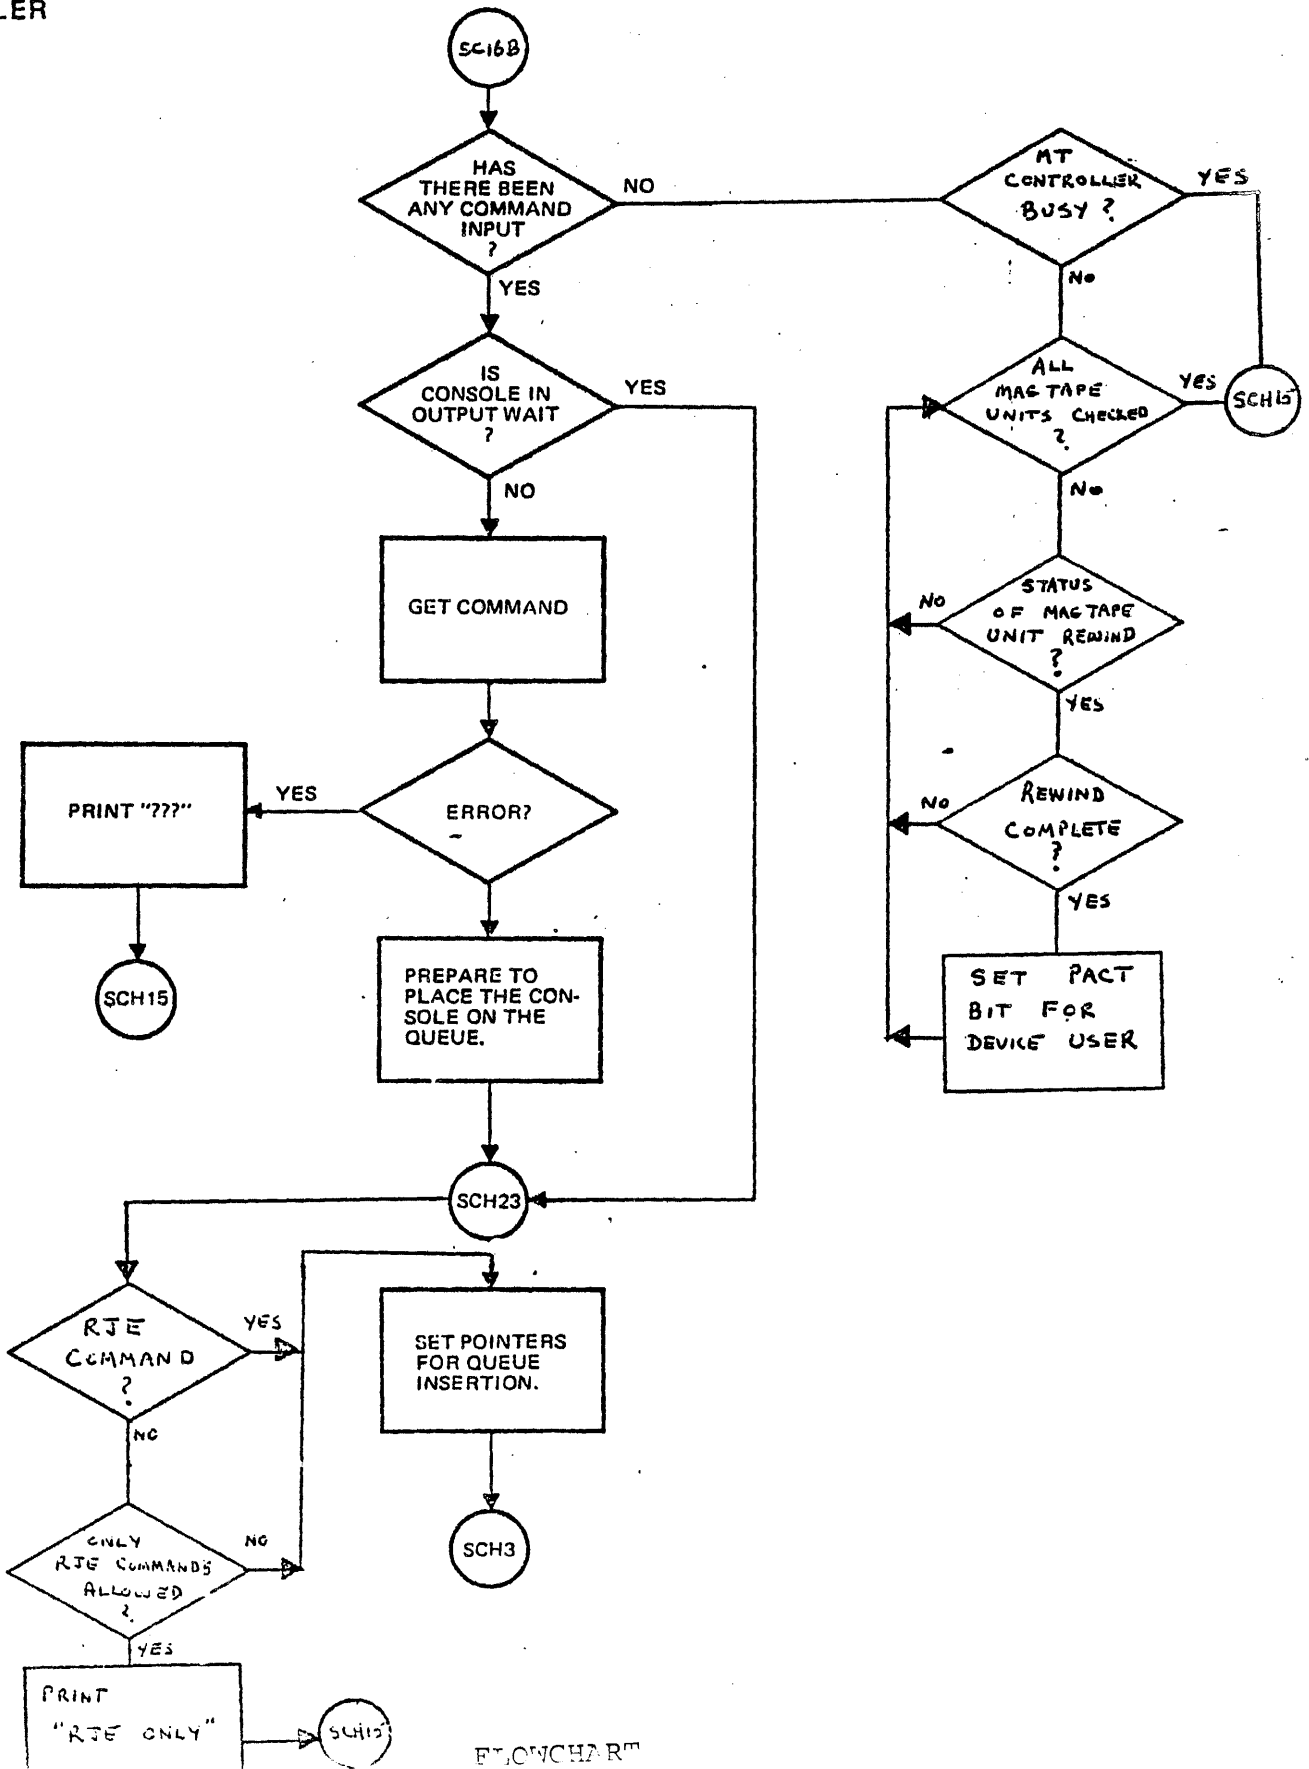 LER
SC16B
HAS
THERE BEEN
ANY COMMAND
INPUT
?
NO
YES
MT
CONTROLLER
BUSY ?
YES
NO
IS
CONSOLE IN
OUTPUT WAIT
?
YES
NO
ALL
MAGTAPE
UNITS CHECKED
?
YES
SCH15
NO
GET COMMAND
STATUS
OF MAGTAPE
UNIT REWIND
?
NO
YES
ERROR?
YES
PRINT "???"
SCH15
REWIND
COMPLETE
?
NO
YES
PREPARE TO
PLACE THE CON-
SOLE ON THE
QUEUE.
SET PACT
BIT FOR
DEVICE USER
SCH23
RJE
COMMAND
?
YES
NO
SET POINTERS
FOR QUEUE
INSERTION.
SCH3
ONLY
RJE COMMANDS
ALLOWED
?
NO
YES
PRINT
"RJE ONLY"
SCH15
FLOWCHART